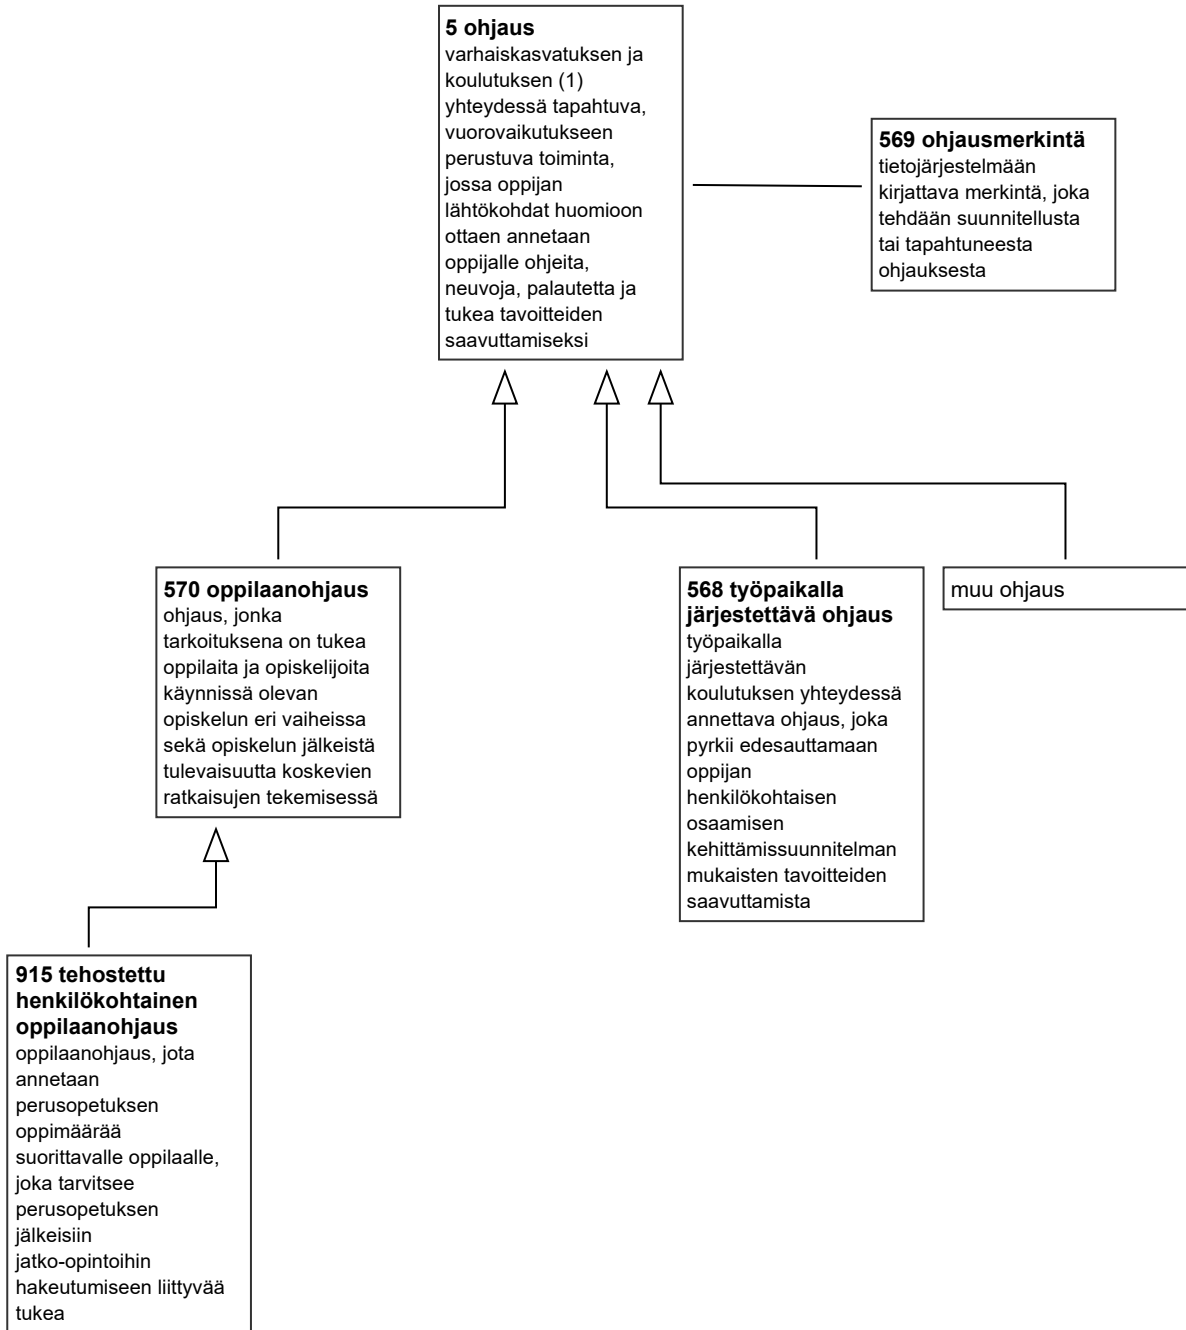 5 ohjaus
varhaiskasvatuksen ja
koulutuksen (1)
yhteydessä tapahtuva,
vuorovaikutukseen
perustuva toiminta,
jossa oppijan
lähtökohdat huomioon
ottaen annetaan
oppijalle ohjeita,
neuvoja, palautetta ja
tukea tavoitteiden
saavuttamiseksi
569 ohjausmerkintä
tietojärjestelmään
kirjattava merkintä, joka
tehdään suunnitellusta
tai tapahtuneesta
ohjauksesta
570 oppilaanohjaus
ohjaus, jonka
tarkoituksena on tukea
oppilaita ja opiskelijoita
käynnissä olevan
opiskelun eri vaiheissa
sekä opiskelun jälkeistä
tulevaisuutta koskevien
ratkaisujen tekemisessä
568 työpaikalla
järjestettävä ohjaus
työpaikalla
järjestettävän
koulutuksen yhteydessä
annettava ohjaus, joka
pyrkii edesauttamaan
oppijan
henkilökohtaisen
osaamisen
kehittämissuunnitelman
mukaisten tavoitteiden
saavuttamista
muu ohjaus
915 tehostettu
henkilökohtainen
oppilaanohjaus
oppilaanohjaus, jota
annetaan
perusopetuksen
oppimäärää
suorittavalle oppilaalle,
joka tarvitsee
perusopetuksen
jälkeisiin
jatko-opintoihin
hakeutumiseen liittyvää
tukea